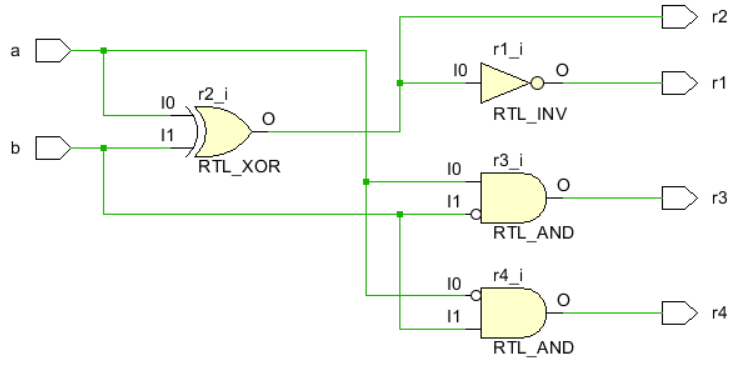 r2
a
r1_i
I0
O
r1
RTL_INV
r2_i
I0
O
I1
b
RTL_XOR
r3_i
I0
O
I1
r3
RTL_AND
r4_i
I0
O
I1
r4
RTL_AND